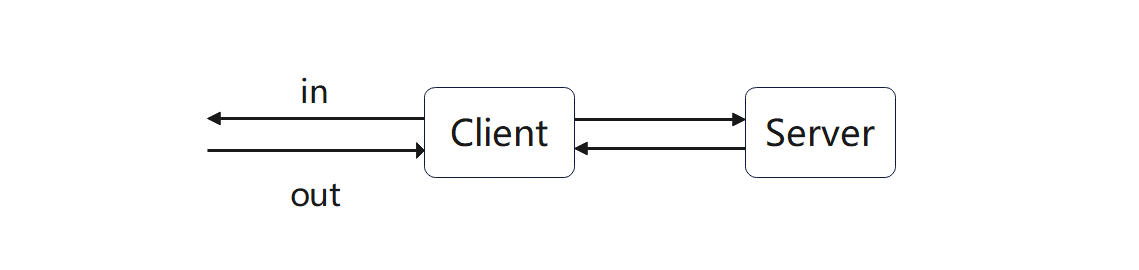 in
Client
Server
out